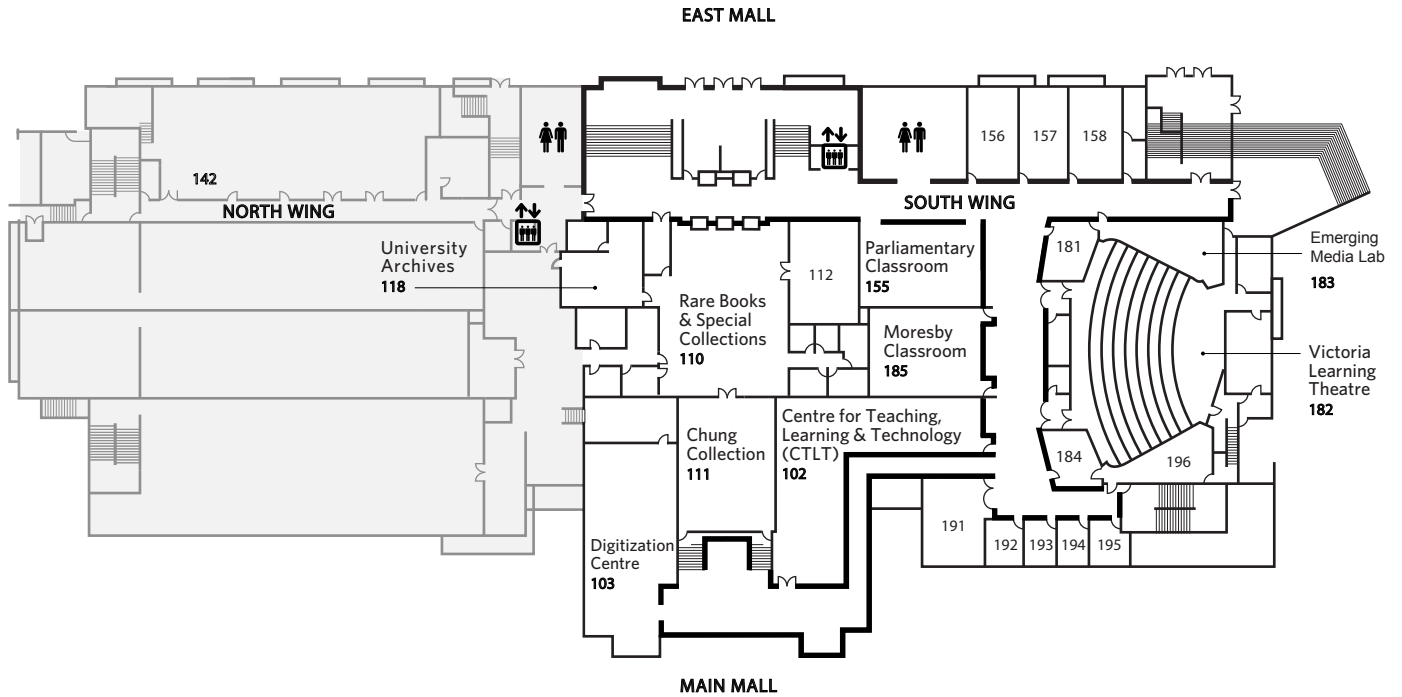 EAST MALL
156
157
158
142
NORTH WING
SOUTH WING
University
Archives
118
Rare Books
& Special
Collections
110
112
Parliamentary
Classroom
155
181
Emerging
Media Lab
183
Moresby
Classroom
185
Victoria
Learning
Theatre
182
Chung
Collection
111
Centre for Teaching,
Learning & Technology
(CTLT)
102
184
196
Digitization
Centre
103
191
192
193
194
195
MAIN MALL